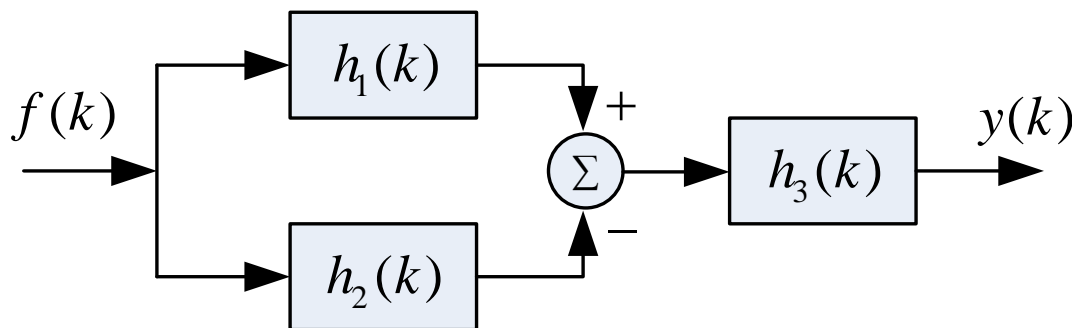 h₁(k)
f(k)
+
Σ
y(k)
h₃(k)
−
h₂(k)